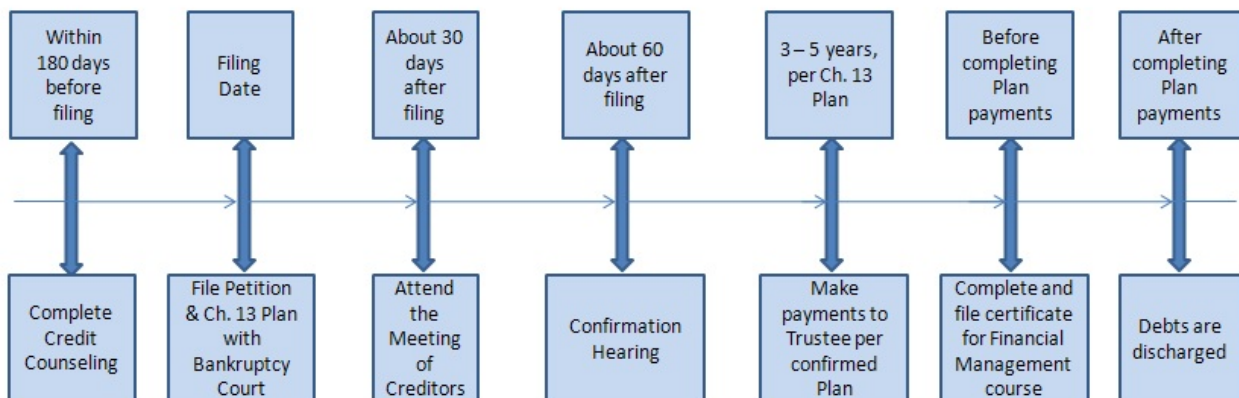 Within
180 days
before
filing
Filing
Date
About 30
days
after
filing
About 60
days after
filing
3 – 5 years,
per Ch. 13
Plan
Before
completing
Plan
payments
After
completing
Plan
payments
Complete
Credit
Counseling
File Petition
& Ch. 13 Plan
with
Bankruptcy
Court
Attend
the
Meeting
of
Creditors
Confirmation
Hearing
Make
payments to
Trustee per
confirmed
Plan
Complete and
file certificate
for Financial
Management
course
Debts are
discharged